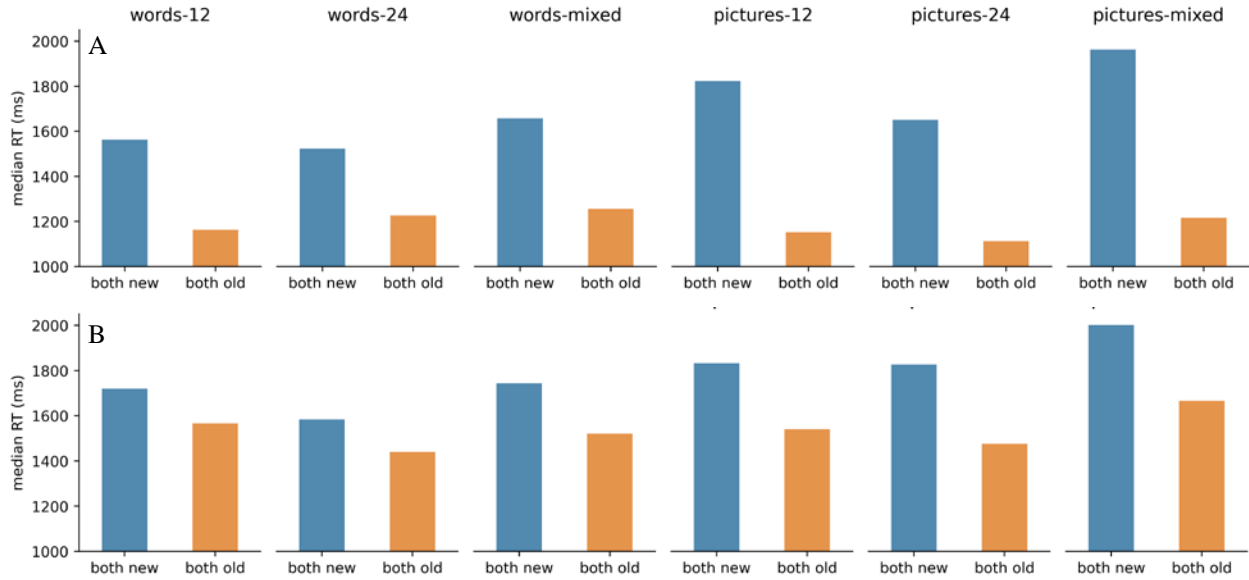 words-12 words-24 words-mixed pictures-12 pictures-24 pictures-mixed
A
median RT (ms)
2000
1800
1600
1400
1200
1000
both new both old both new both old both new both old both new both old both new both old both new both old
B
median RT (ms)
2000
1800
1600
1400
1200
1000
both new both old both new both old both new both old both new both old both new both old both new both old